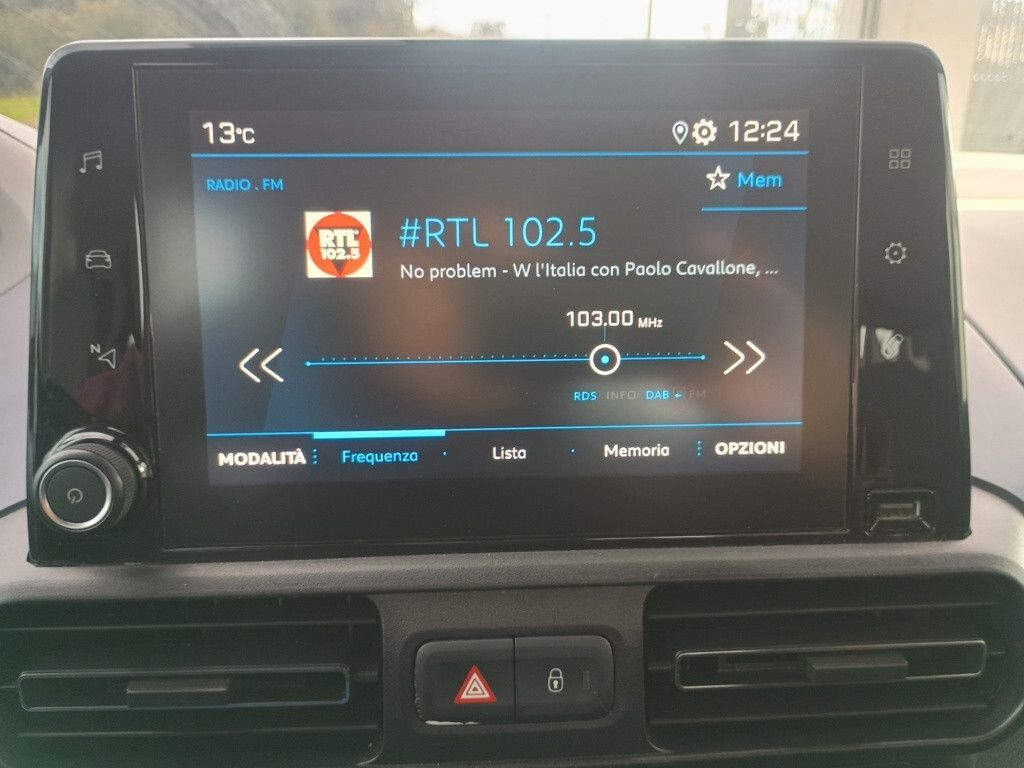 13°C 12:24
RADIO . FM
Mem
RTL
102.5
#RTL 102.5
No problem - W l'Italia con Paolo Cavallone, ...
103.00 MHz
N
RDS INFO DAB FM
MODALITÀ Frequenza Lista Memoria OPZIONI